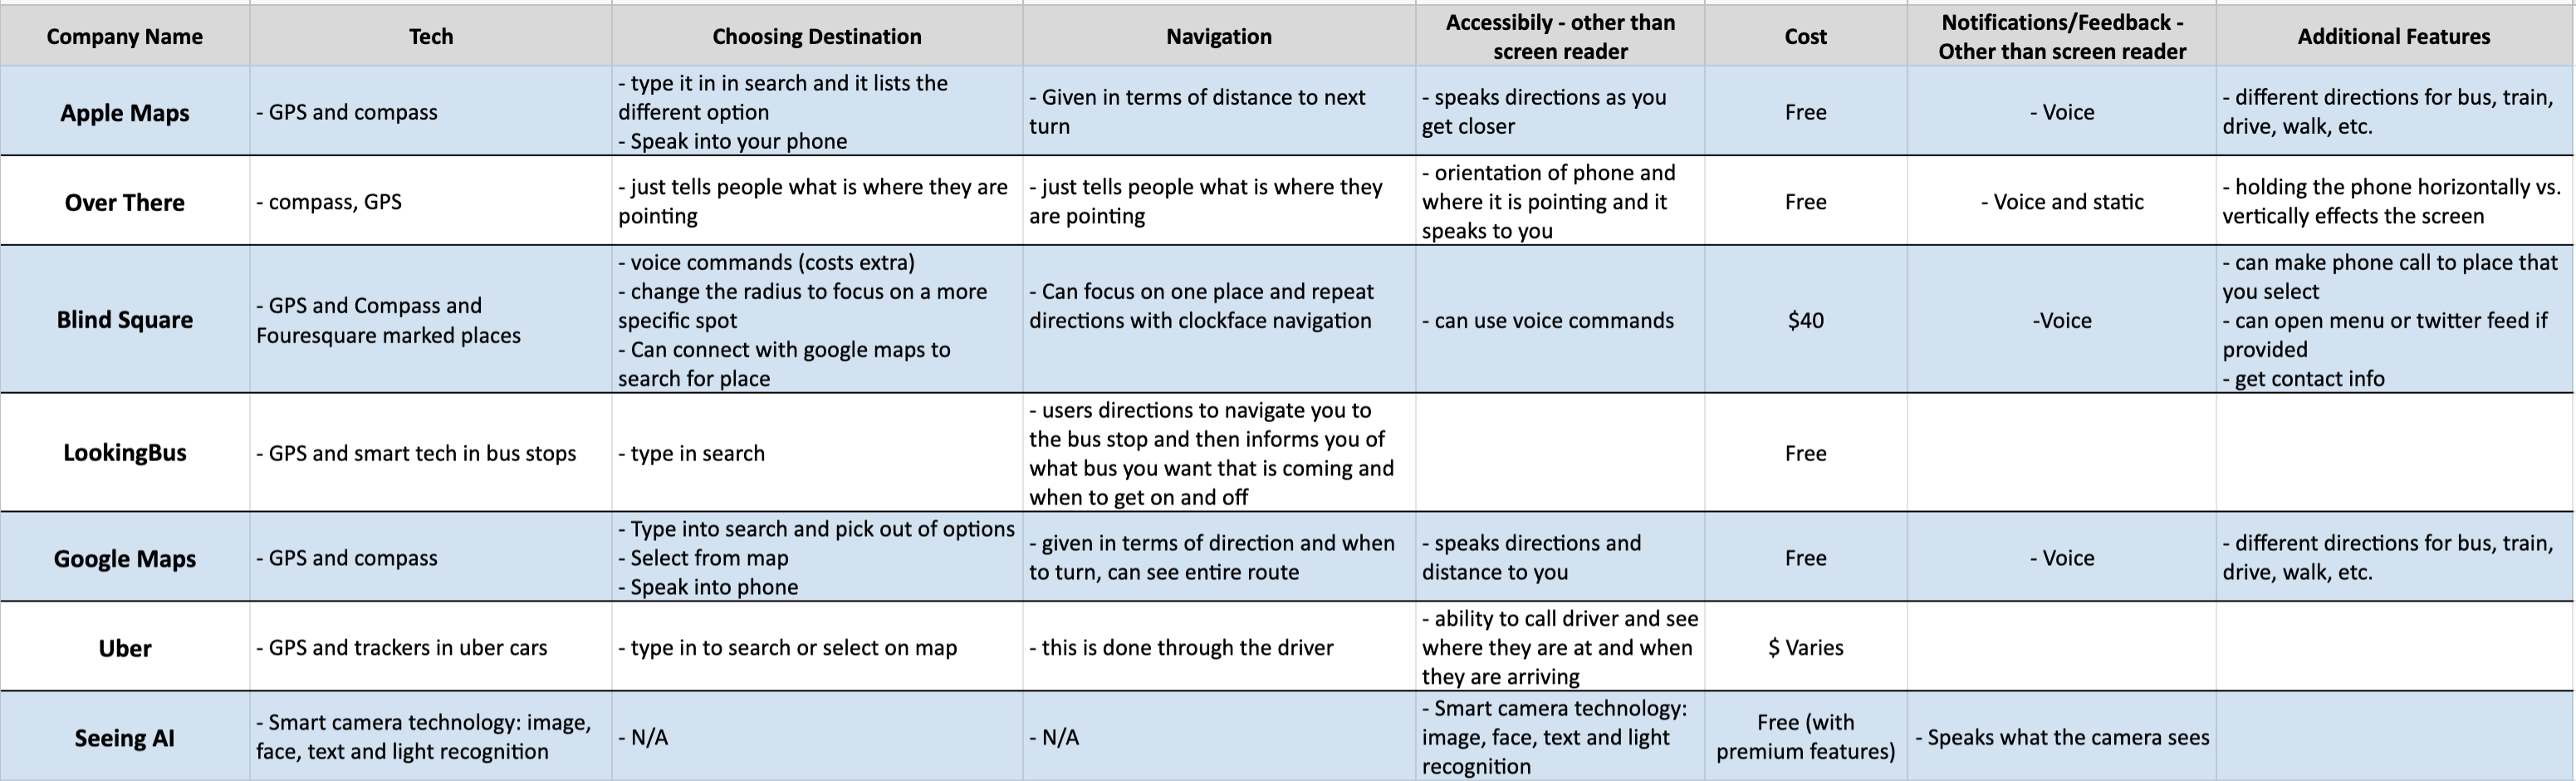 Company Name
Tech
Choosing Destination
Navigation
Accessibily - other than
screen reader
Cost
Notifications/Feedback -
Other than screen reader
Additional Features
Apple Maps
- GPS and compass
- type it in in search and it lists the
different option
- Speak into your phone
- Given in terms of distance to next
turn
- speaks directions as you
get closer
Free
- Voice
- different directions for bus, train,
drive, walk, etc.
Over There
- compass, GPS
- just tells people what is where they are
pointing
- just tells people what is where they
are pointing
- orientation of phone and
where it is pointing and it
speaks to you
Free
- Voice and static
- holding the phone horizontally vs.
vertically effects the screen
Blind Square
- GPS and Compass and
Fouresquare marked places
- voice commands (costs extra)
- change the radius to focus on a more
specific spot
- Can connect with google maps to
search for place
- Can focus on one place and repeat
directions with clockface navigation
- can use voice commands
$40
-Voice
- can make phone call to place that
you select
- can open menu or twitter feed if
provided
- get contact info
LookingBus
- GPS and smart tech in bus stops
- type in search
- users directions to navigate you to
the bus stop and then informs you of
what bus you want that is coming and
when to get on and off
Free
Google Maps
- GPS and compass
- Type into search and pick out of options
- Select from map
- Speak into phone
- given in terms of direction and when
to turn, can see entire route
- speaks directions and
distance to you
Free
- Voice
- different directions for bus, train,
drive, walk, etc.
Uber
- GPS and trackers in uber cars
- type in to search or select on map
- this is done through the driver
- ability to call driver and see
where they are at and when
they are arriving
$ Varies
Seeing AI
- Smart camera technology: image,
face, text and light recognition
- N/A
- N/A
- Smart camera technology:
image, face, text and light
recognition
Free (with
premium features)
- Speaks what the camera sees